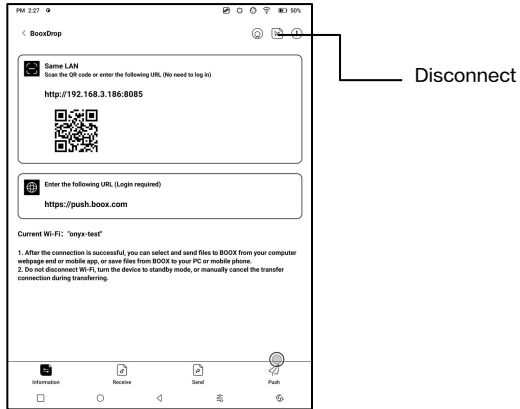 PM 2:27
50%
BooxDrop
Disconnect
Same LAN
Scan the QR code or enter the following URL (No need to log in)
http://192.168.3.186:8085
Enter the following URL (Login required)
https://push.boox.com
Current Wi-Fi: "onyx-test"
1. After the connection is successful, you can select and send files to BOOX from your computer
webpage end or mobile app, or save files from BOOX to your PC or mobile phone.
2. Do not disconnect Wi-Fi, turn the device to standby mode, or manually cancel the transfer
connection during transferring.
Information Receive Send Push